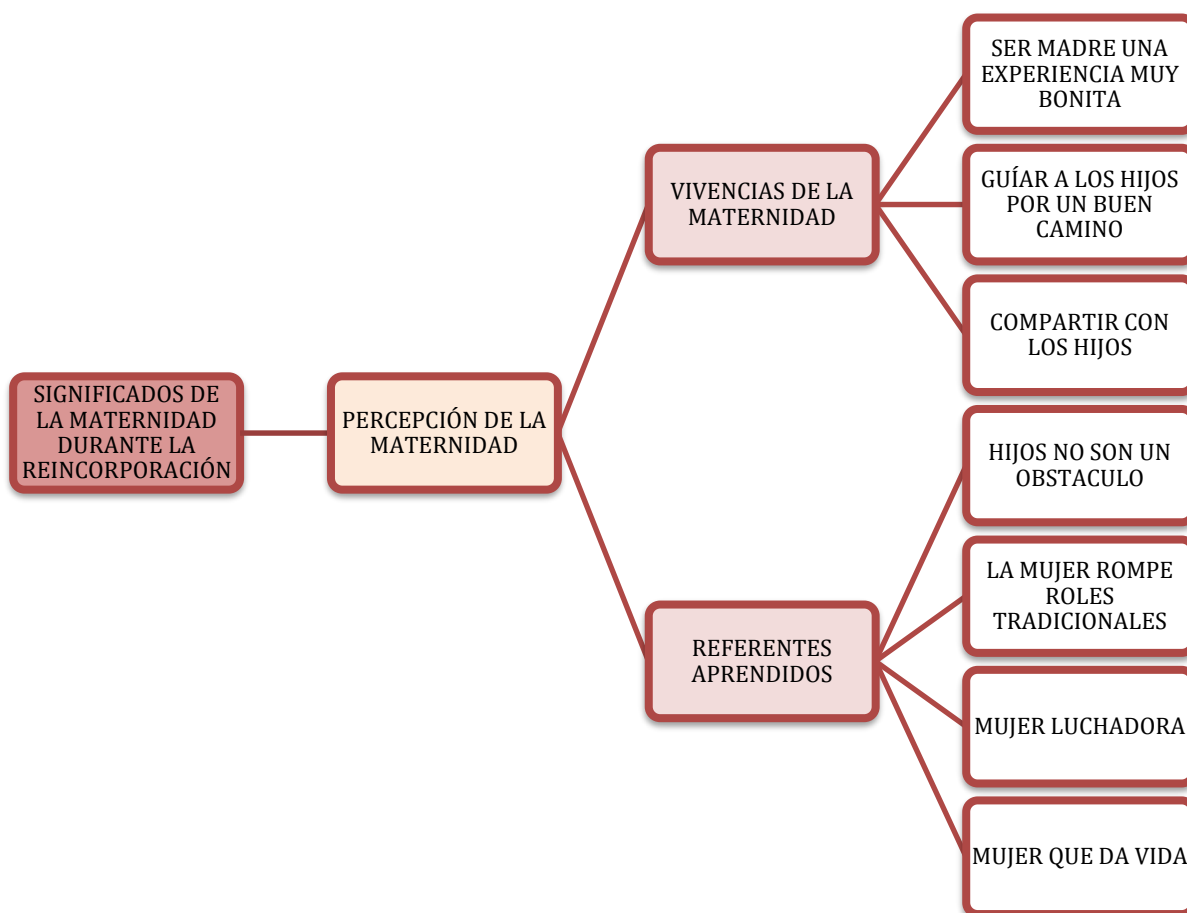 SIGNIFICADOS DE
LA MATERNIDAD
DURANTE LA
REINCORPORACIÓN
PERCEPCIÓN DE LA
MATERNIDAD
VIVENCIAS DE LA
MATERNIDAD
SER MADRE UNA
EXPERIENCIA MUY
BONITA
GUÍAR A LOS HIJOS
POR UN BUEN
CAMINO
COMPARTIR CON
LOS HIJOS
REFERENTES
APRENDIDOS
HIJOS NO SON UN
OBSTACULO
LA MUJER ROMPE
ROLES
TRADICIONALES
MUJER LUCHADORA
MUJER QUE DA VIDA